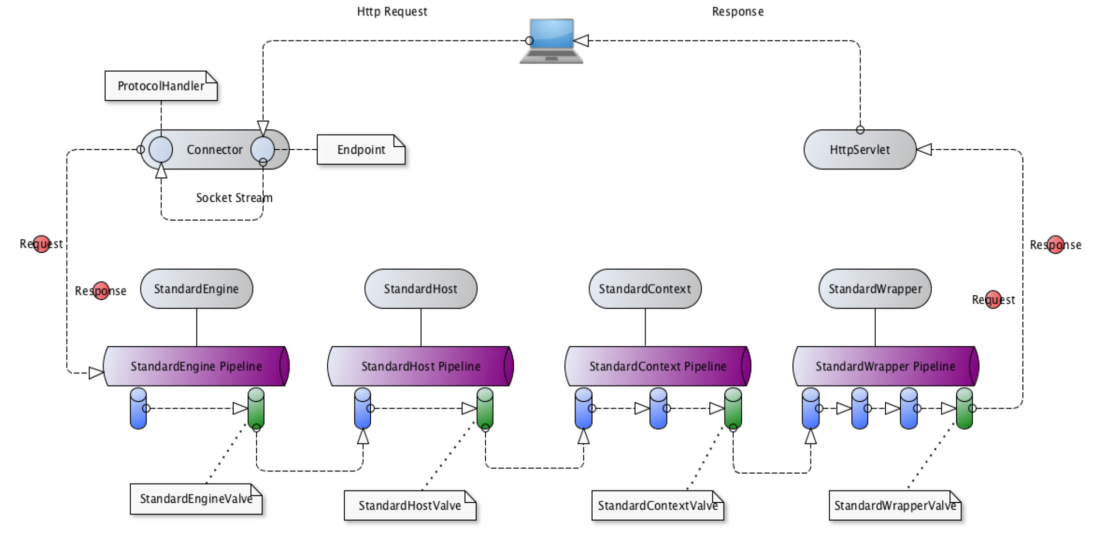 Http Request
Response
ProtocolHandler
Connector
Endpoint
HttpServlet
Socket Stream
Request
Response
Response
Request
StandardEngine
StandardHost
StandardContext
StandardWrapper
StandardEngine Pipeline
StandardHost Pipeline
StandardContext Pipeline
StandardWrapper Pipeline
StandardEngineValve
StandardHostValve
StandardContextValve
StandardWrapperValve